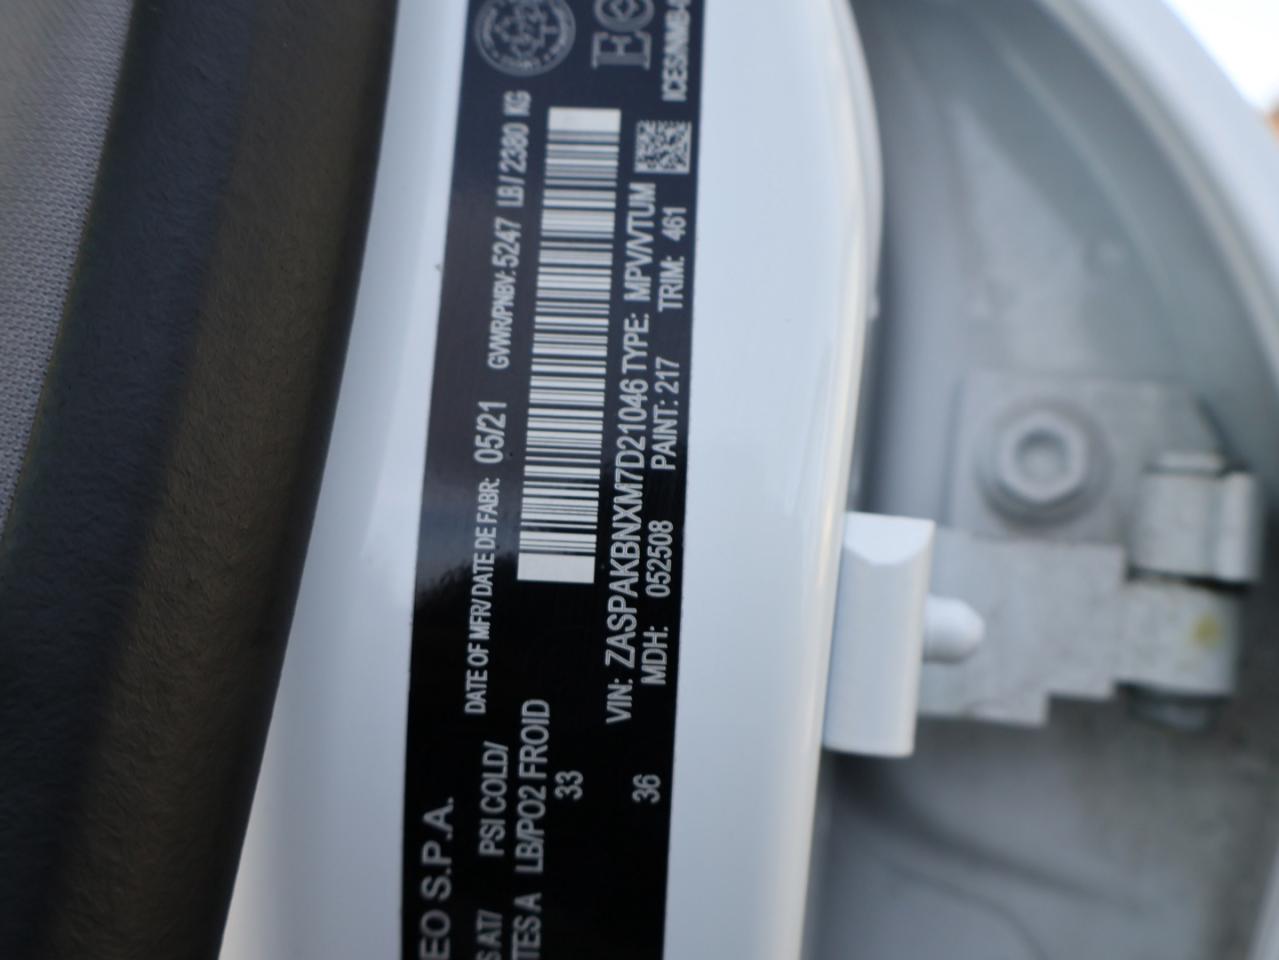 EO S.P.A.
DATE OF MFR/DATE DE FABR: 05/21 GVWR/PNBV: 5247 LB / 2380 KG
S AT/ PSI COLD/
TES A LB/PO2 FROID
33
VIN: ZASPAKBNXM7D21046 TYPE: MPV/VTUM
36 MDH: 052508 PAINT: 217 TRIM: 461